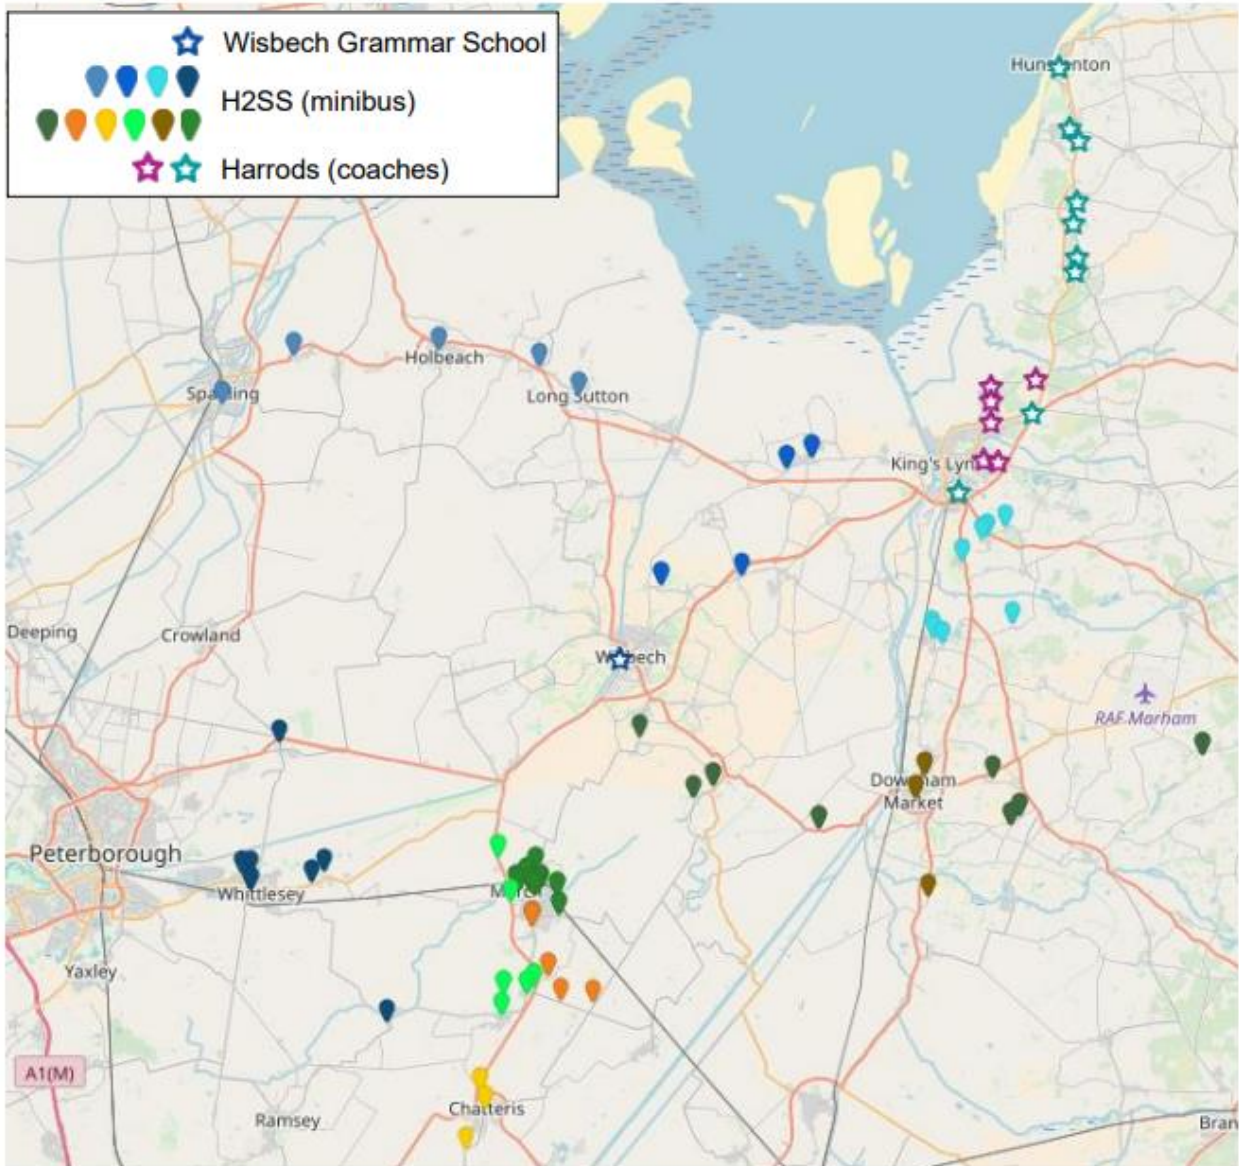 Wisbech Grammar School
H2SS (minibus)
Harrods (coaches)
Hunstanton
Holbeach
Spalding
Long Sutton
King's Lynn
Deeping
Crowland
Wisbech
RAF Marham
Downham
Market
Peterborough
Whittlesey
March
Yaxley
A1(M)
Chatteris
Ramsey
Bran